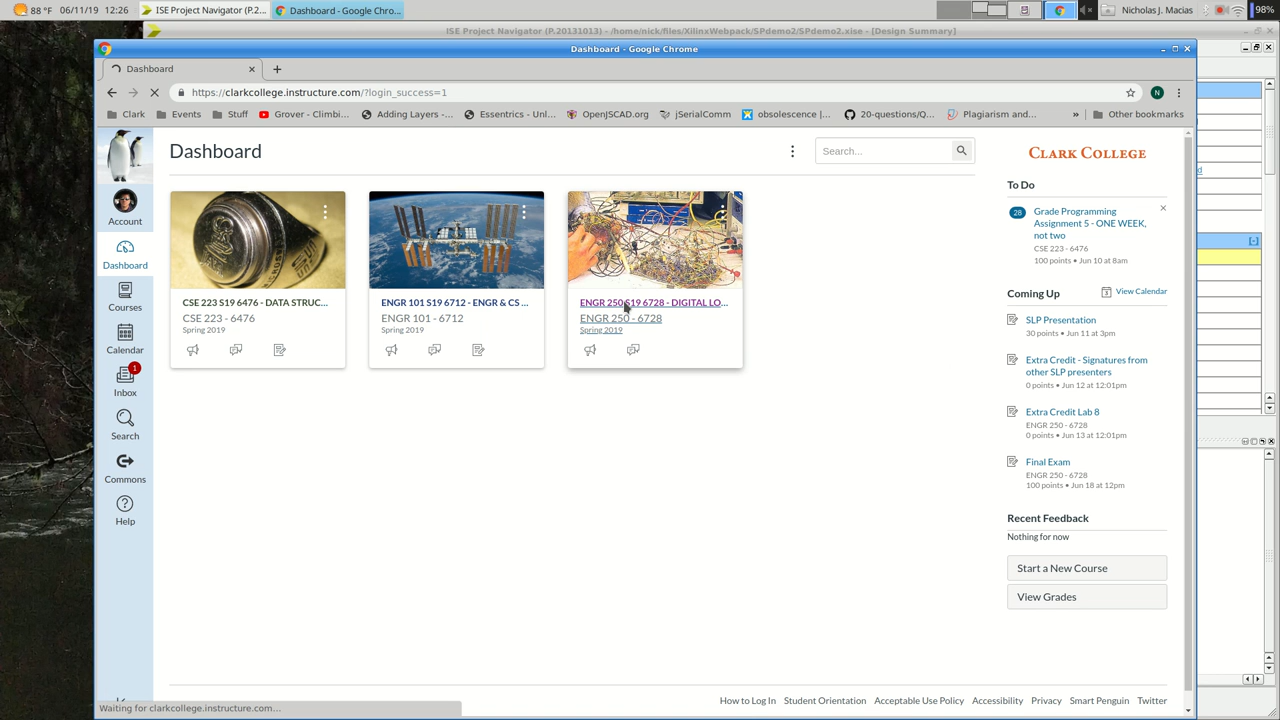 88 °F 06/11/19 12:26 ISE Project Navigator (P.2... Dashboard - Google Chro... Nicholas J. Macias 98%
ISE Project Navigator (P.20131013) - /home/nick/files/XilinxWebpack/SPdemo2/SPdemo2.xise - [Design Summary]
Dashboard - Google Chrome
Dashboard
https://clarkcollege.instructure.com/?login_success=1 N
Clark Events Stuff Grover - Climbi... Adding Layers -... Essentrics - Unl... OpenJSCAD.org jSerialComm obsolescence | ... 20-questions/Q... Plagiarism and... » Other bookmarks
Dashboard
Search...
CLARK COLLEGE
Account
Dashboard
Courses
Calendar
1
Inbox
Search
Commons
Help
CSE 223 S19 6476 - DATA STRUC...
CSE 223 - 6476
Spring 2019
ENGR 101 S19 6712 - ENGR & CS ...
ENGR 101 - 6712
Spring 2019
ENGR 250 S19 6728 - DIGITAL LO...
ENGR 250 - 6728
Spring 2019
To Do
28
Grade Programming
Assignment 5 - ONE WEEK,
not two
CSE 223 - 6476
100 points • Jun 10 at 8am
Coming Up View Calendar
SLP Presentation
30 points • Jun 11 at 3pm
Extra Credit - Signatures from
other SLP presenters
0 points • Jun 12 at 12:01pm
Extra Credit Lab 8
ENGR 250 - 6728
0 points • Jun 13 at 12:01pm
Final Exam
ENGR 250 - 6728
100 points • Jun 18 at 12pm
Recent Feedback
Nothing for now
Start a New Course
View Grades
How to Log In Student Orientation Acceptable Use Policy Accessibility Privacy Smart Penguin Twitter
Waiting for clarkcollege.instructure.com...